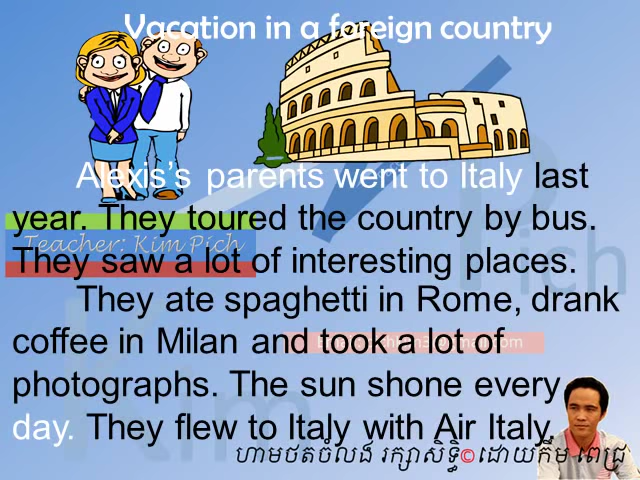 Vacation in a foreign country
Alexis’s parents went to Italy last
year. They toured the country by bus.
Teacher: Kim Pich
They saw a lot of interesting places.
They ate spaghetti in Rome, drank
coffee in Milan and took a lot of
photographs. The sun shone every
day. They flew to Italy with Air Italy.
ហាមថតចំលង រក្សាសិទ្ធិ©ដោយគឹម ពេជ្រ
Kim
Pich